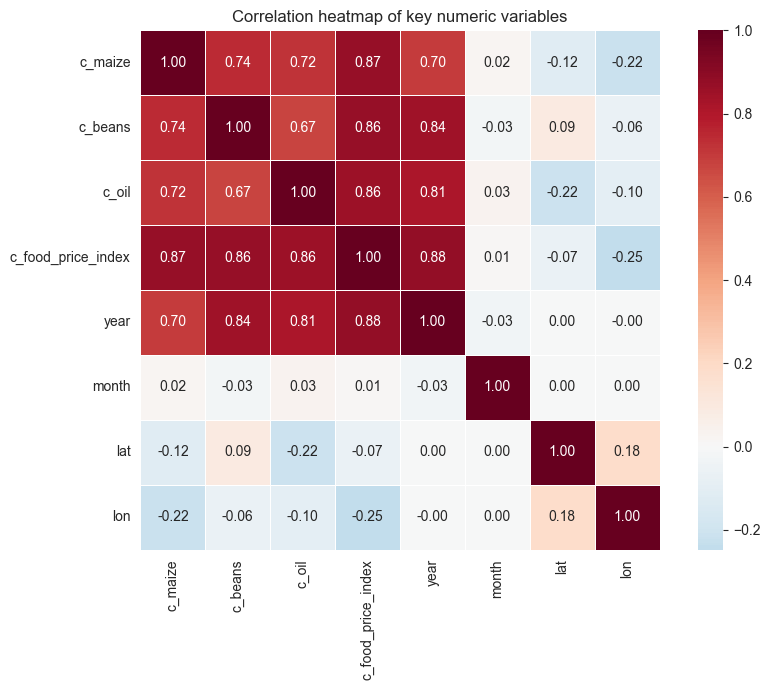 Correlation heatmap of key numeric variables
c_maize 1.00 0.74 0.72 0.87 0.70 0.02 -0.12 -0.22
c_beans 0.74 1.00 0.67 0.86 0.84 -0.03 0.09 -0.06
c_oil 0.72 0.67 1.00 0.86 0.81 0.03 -0.22 -0.10
c_food_price_index 0.87 0.86 0.86 1.00 0.88 0.01 -0.07 -0.25
year 0.70 0.84 0.81 0.88 1.00 -0.03 0.00 -0.00
month 0.02 -0.03 0.03 0.01 -0.03 1.00 0.00 0.00
lat -0.12 0.09 -0.22 -0.07 0.00 0.00 1.00 0.18
lon -0.22 -0.06 -0.10 -0.25 -0.00 0.00 0.18 1.00
c_maize c_beans c_oil c_food_price_index year month lat lon
1.0
0.8
0.6
0.4
0.2
0.0
-0.2